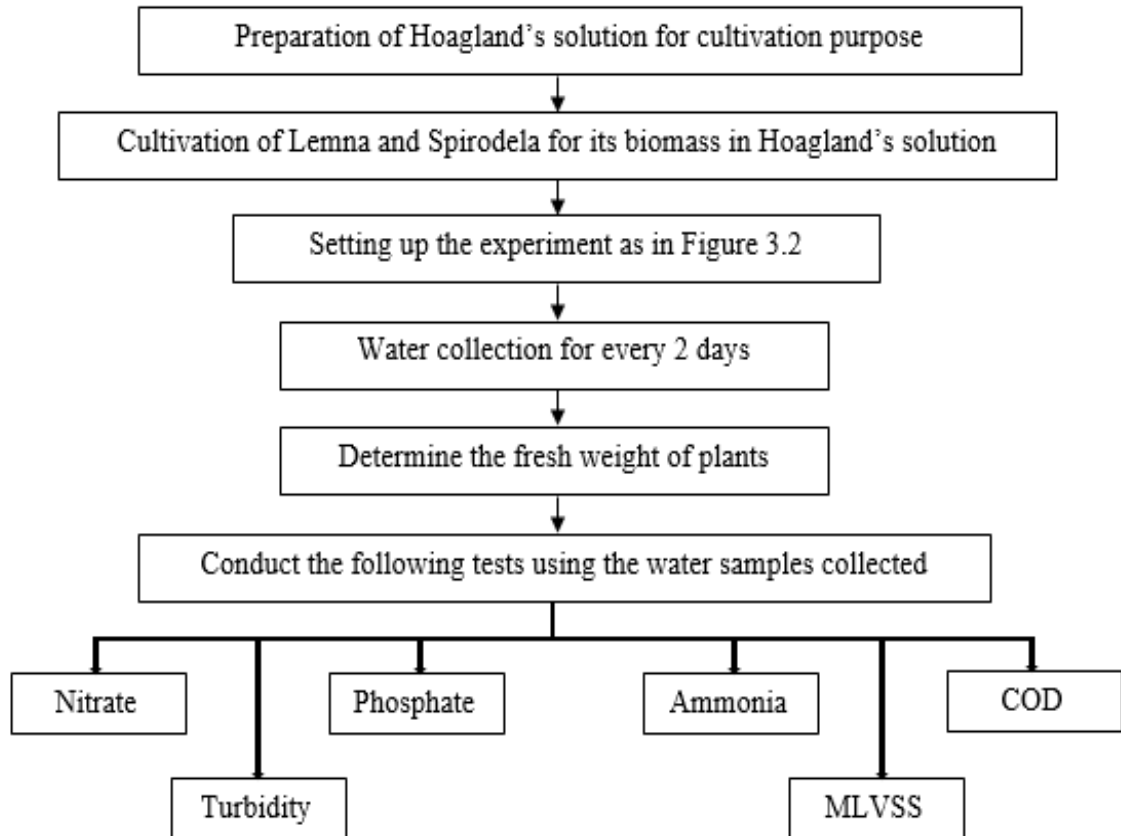 Preparation of Hoagland’s solution for cultivation purpose
Cultivation of Lemna and Spirodela for its biomass in Hoagland’s solution
Setting up the experiment as in Figure 3.2
Water collection for every 2 days
Determine the fresh weight of plants
Conduct the following tests using the water samples collected
Nitrate
Phosphate
Ammonia
COD
Turbidity
MLVSS